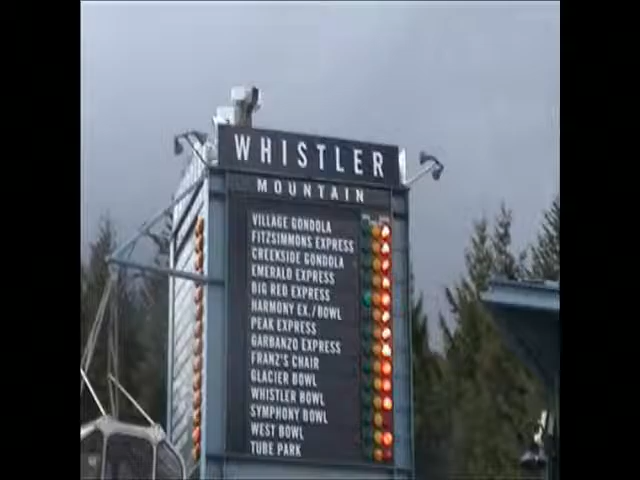 WHISTLER
MOUNTAIN
VILLAGE GONDOLA
FITZSIMMONS EXPRESS
CREEKSIDE GONDOLA
EMERALD EXPRESS
BIG RED EXPRESS
HARMONY EX./BOWL
PEAK EXPRESS
GARBANZO EXPRESS
FRANZ'S CHAIR
GLACIER BOWL
WHISTLER BOWL
SYMPHONY BOWL
WEST BOWL
TUBE PARK